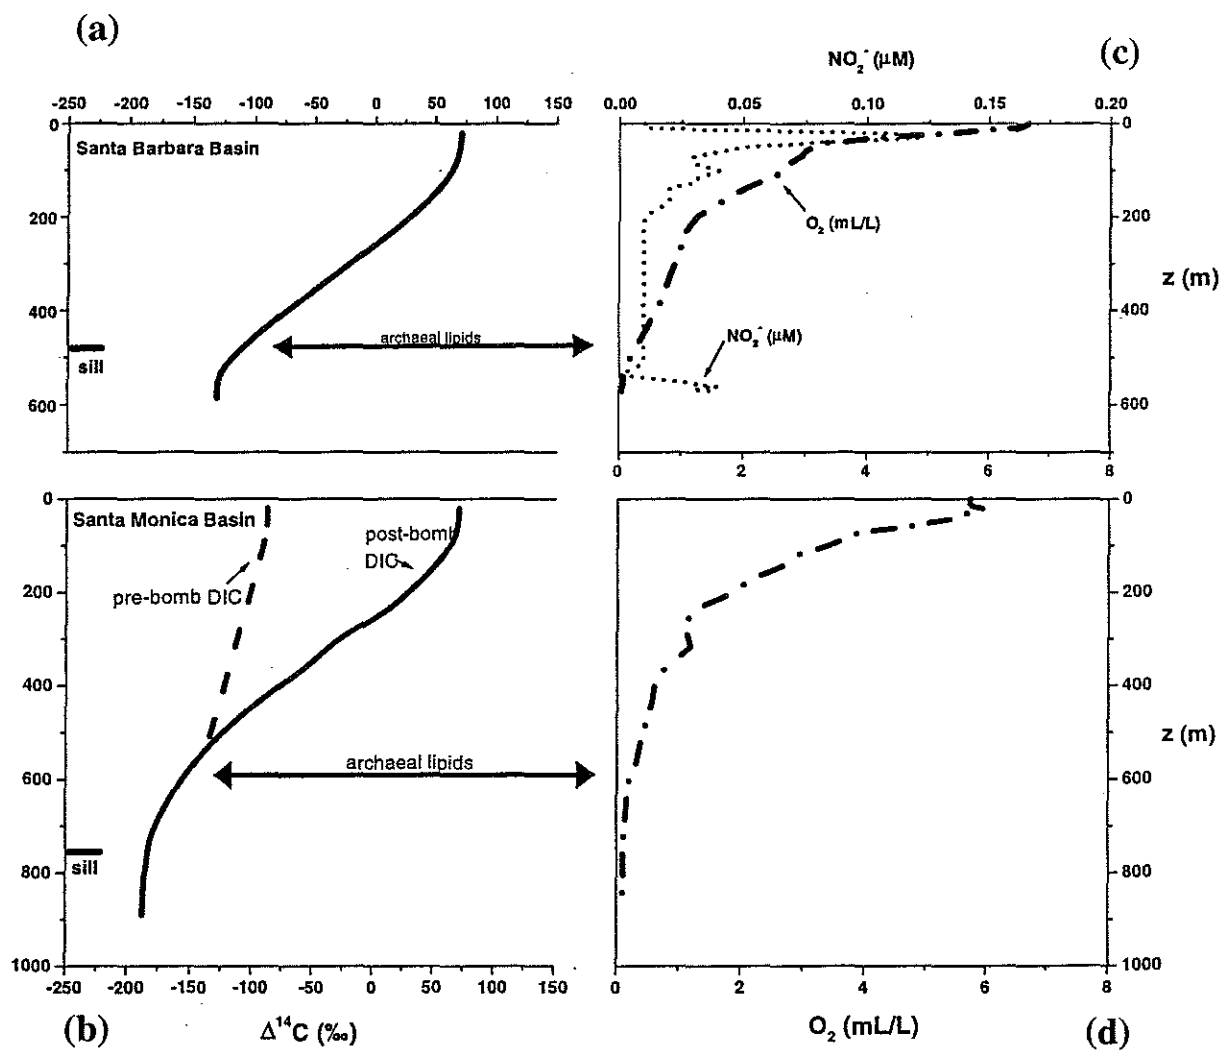 (a)
(c)
NO₂⁻ (μM)
-250 -200 -150 -100 -50 0 50 100 150
0.00 0.05 0.10 0.15 0.20
Santa Barbara Basin
0
200
400
600
sill
archaeal lipids
O₂ (mL/L)
NO₂⁻ (μM)
0
200
400
600
z (m)
0 2 4 6 8
Santa Monica Basin
pre-bomb DIC
post-bomb
DIC
0
200
400
600
800
1000
sill
archaeal lipids
0
200
400
600
800
1000
z (m)
-250 -200 -150 -100 -50 0 50 100 150
0 2 4 6 8
(b)
Δ¹⁴C (‰)
O₂ (mL/L)
(d)